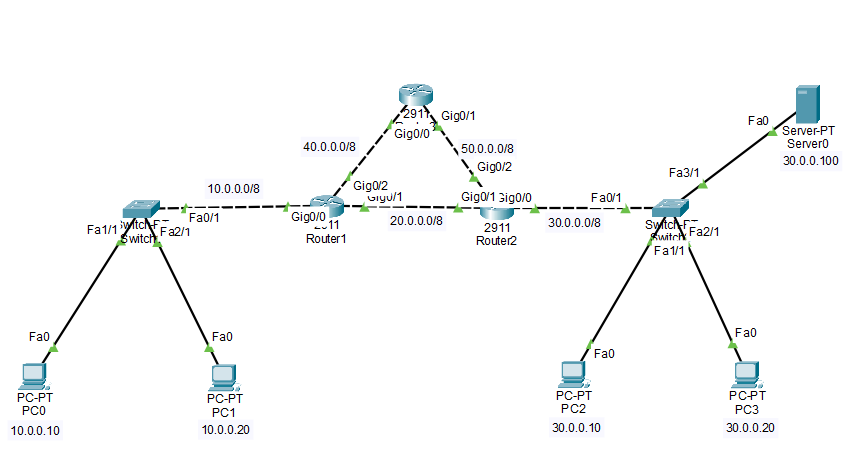 2911
Gig0/1
Gig0/0
40.0.0.0/8
50.0.0.0/8
Gig0/2
Gig0/2
Gig0/1
Gig0/0
10.0.0.0/8
Fa0/1
Gig0/0
2911
Router1
20.0.0.0/8
Gig0/1
2911
Router2
30.0.0.0/8
Fa0/1
Fa3/1
Fa0
Server-PT
Server0
30.0.0.100
Fa1/1
Fa2/1
Switch
Switch-PT
Fa2/1
Fa1/1
Fa0
PC-PT
PC0
10.0.0.10
Fa0
PC-PT
PC1
10.0.0.20
Fa0
PC-PT
PC2
30.0.0.10
Fa0
PC-PT
PC3
30.0.0.20